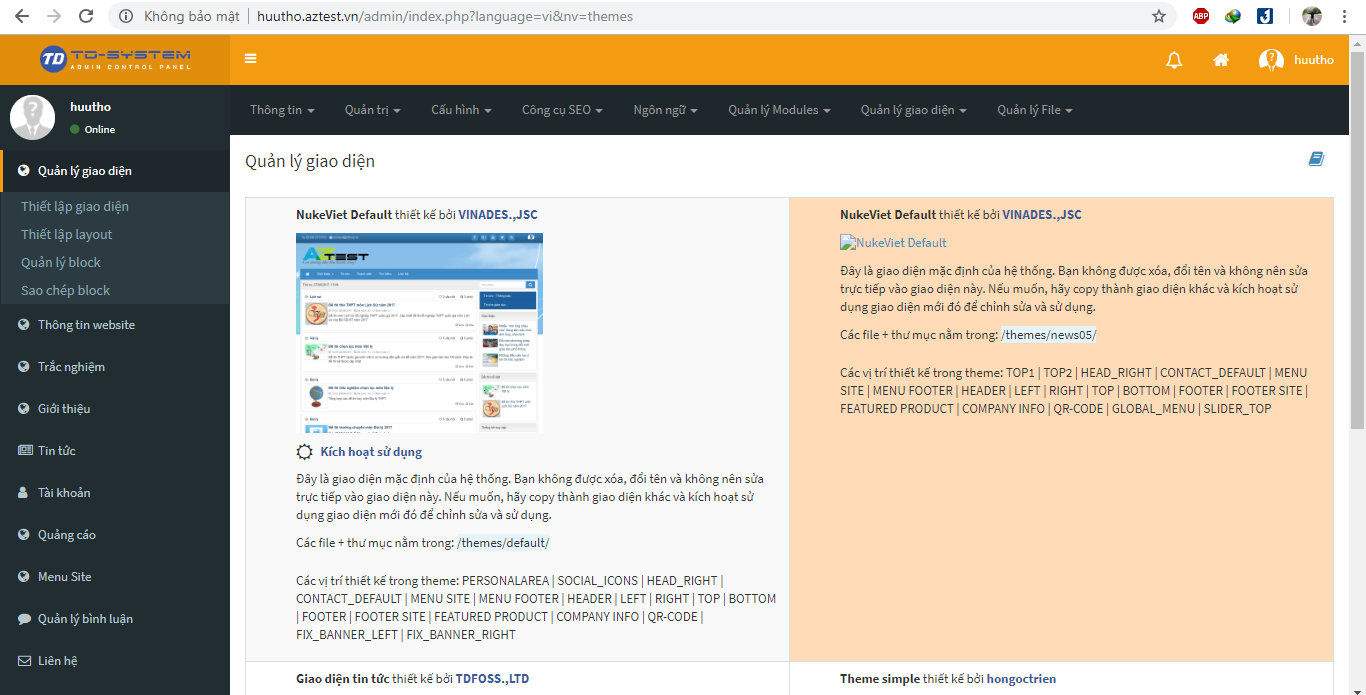 Không bảo mật
huutho.aztest.vn/admin/index.php?language=vi&nv=themes
ABP
TD TD-SYSTEM
ADMIN CONTROL PANEL
huutho
huutho
Online
Thông tin
Quản trị
Cấu hình
Công cụ SEO
Ngôn ngữ
Quản lý Modules
Quản lý giao diện
Quản lý File
Quản lý giao diện
Thiết lập giao diện
Thiết lập layout
Quản lý block
Sao chép block
Thông tin website
Trắc nghiệm
Giới thiệu
Tin tức
Tài khoản
Quảng cáo
Menu Site
Quản lý bình luận
Liên hệ
Quản lý giao diện
NukeViet Default thiết kế bởi VINADES.,JSC
AZTEST
Kích hoạt sử dụng
Đây là giao diện mặc định của hệ thống. Bạn không được xóa, đổi tên và không nên sửa
trực tiếp vào giao diện này. Nếu muốn, hãy copy thành giao diện khác và kích hoạt sử
dụng giao diện mới đó để chỉnh sửa và sử dụng.
Các file + thư mục nằm trong: /themes/default/
Các vị trí thiết kế trong theme: PERSONALAREA | SOCIAL_ICONS | HEAD_RIGHT |
CONTACT_DEFAULT | MENU SITE | MENU FOOTER | HEADER | LEFT | RIGHT | TOP | BOTTOM
| FOOTER | FOOTER SITE | FEATURED PRODUCT | COMPANY INFO | QR-CODE |
FIX_BANNER_LEFT | FIX_BANNER_RIGHT
NukeViet Default thiết kế bởi VINADES.,JSC
NukeViet Default
Đây là giao diện mặc định của hệ thống. Bạn không được xóa, đổi tên và không nên sửa
trực tiếp vào giao diện này. Nếu muốn, hãy copy thành giao diện khác và kích hoạt sử
dụng giao diện mới đó để chỉnh sửa và sử dụng.
Các file + thư mục nằm trong: /themes/news05/
Các vị trí thiết kế trong theme: TOP1 | TOP2 | HEAD_RIGHT | CONTACT_DEFAULT | MENU
SITE | MENU FOOTER | HEADER | LEFT | RIGHT | TOP | BOTTOM | FOOTER | FOOTER SITE |
FEATURED PRODUCT | COMPANY INFO | QR-CODE | GLOBAL_MENU | SLIDER_TOP
Giao diện tin tức thiết kế bởi TDFOSS.,LTD
Theme simple thiết kế bởi hongoctrien